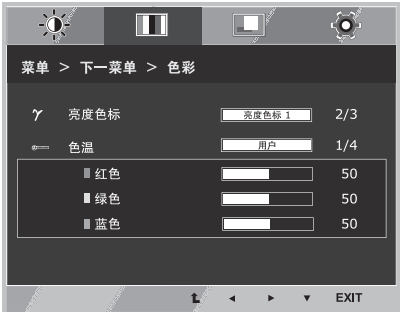 菜单 > 下一菜单 > 色彩
γ 亮度色标 亮度色标 1 2/3
色温 用户 1/4
红色 50
绿色 50
蓝色 50
EXIT